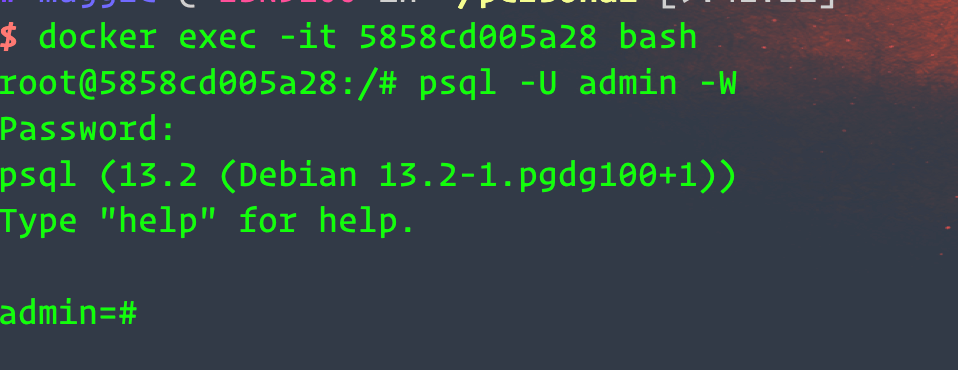 $ docker exec -it 5858cd005a28 bash
root@5858cd005a28:/# psql -U admin -W
Password:
psql (13.2 (Debian 13.2-1.pgdg100+1))
Type "help" for help.
admin=#